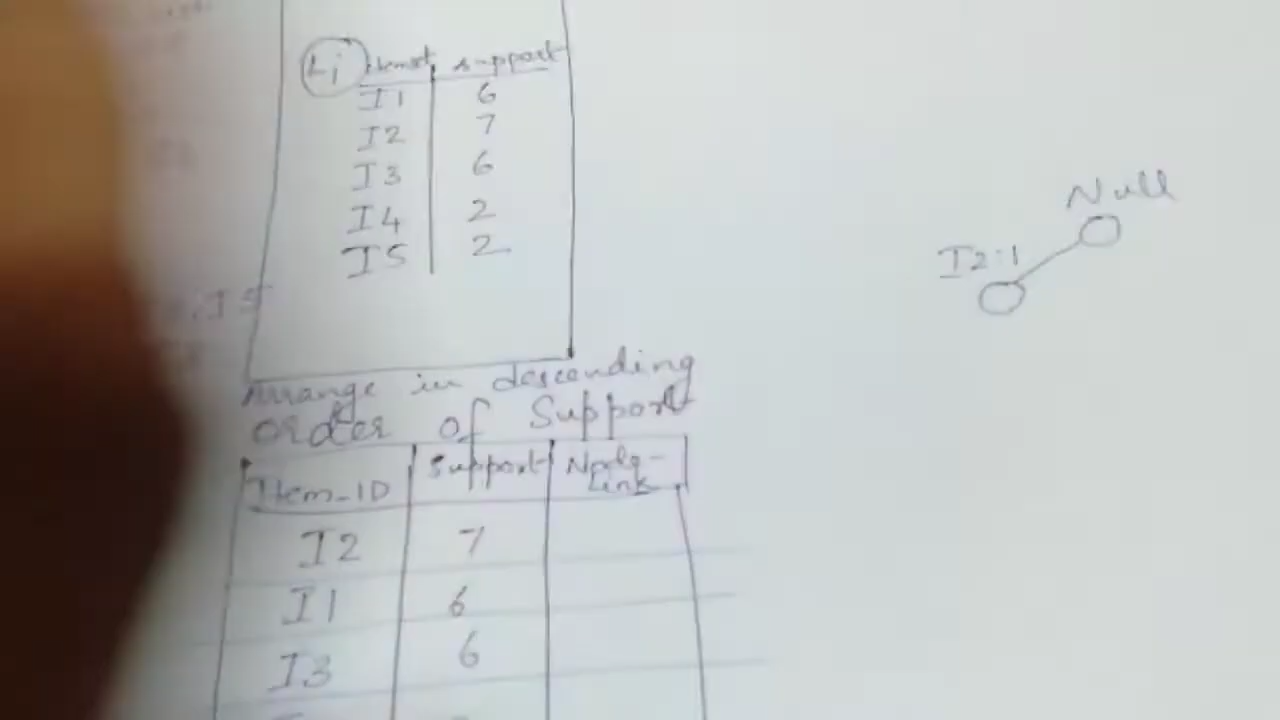 L1 itemset support
I1 6
I2 7
I3 6
I4 2
I5 2
Null
I2:1
I5
Arrange in descending
order of Support
Item-ID Support Node-
Link
I2 7
I1 6
I3 6